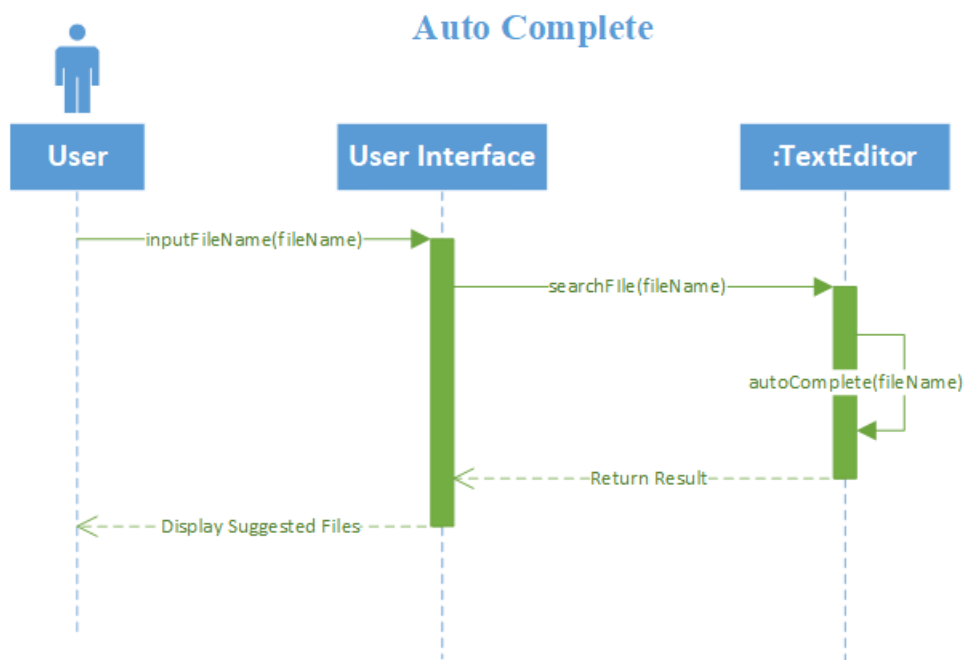 Auto Complete
User
User Interface
:TextEditor
inputFileName(fileName)
searchFIle(fileName)
autoComplete(fileName)
Return Result
Display Suggested Files